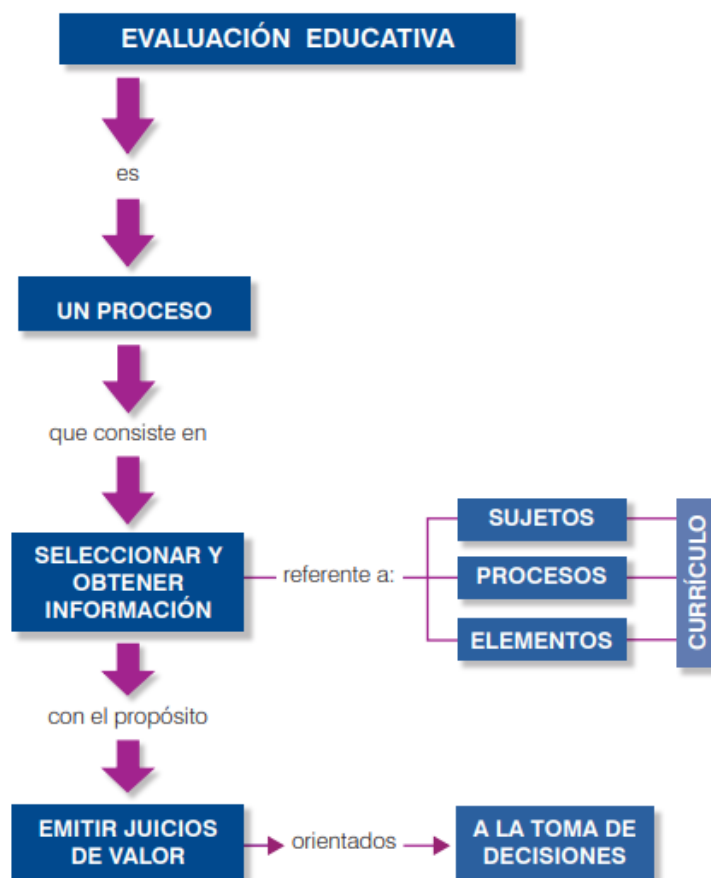 EVALUACIÓN EDUCATIVA
es
UN PROCESO
que consiste en
SELECCIONAR Y
OBTENER
INFORMACIÓN
referente a:
SUJETOS
PROCESOS
ELEMENTOS
CURRÍCULO
con el propósito
EMITIR JUICIOS
DE VALOR
orientados
A LA TOMA DE
DECISIONES